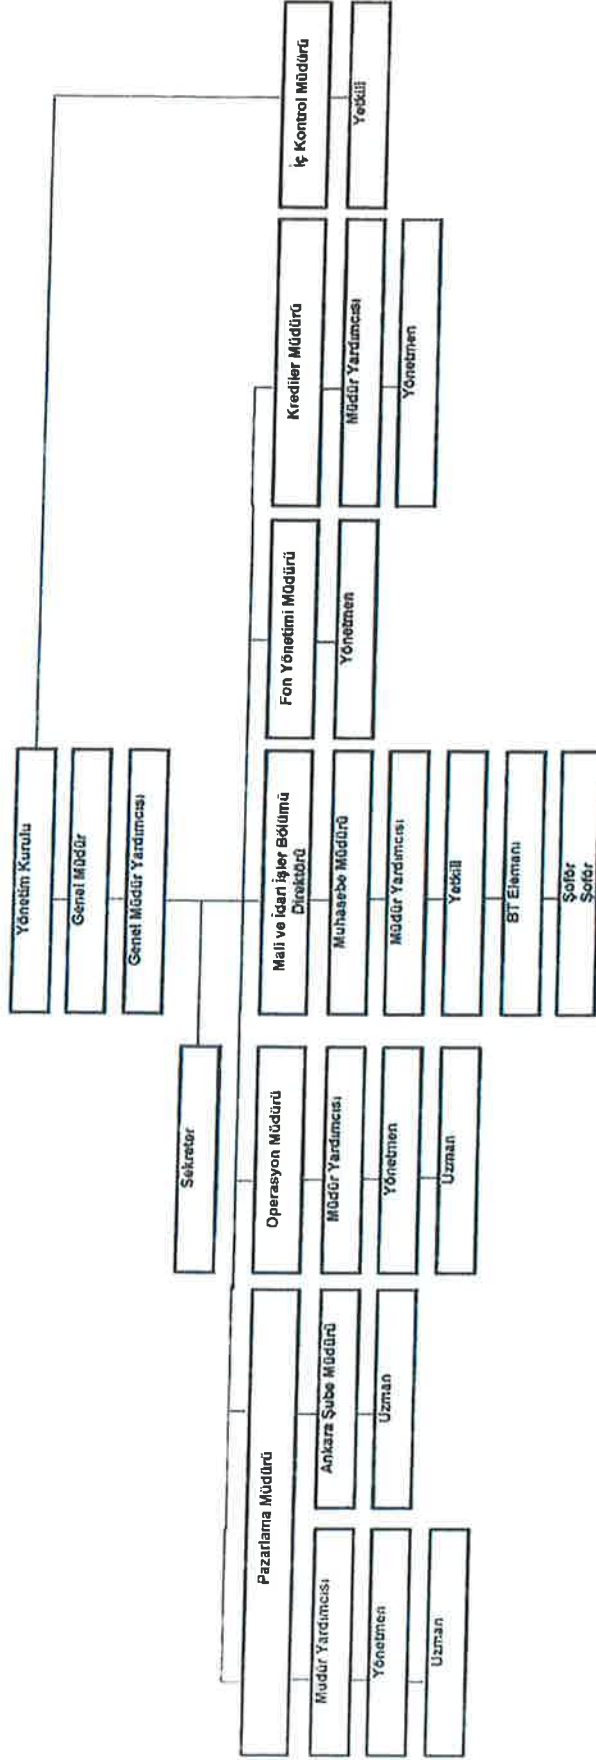 Yönetim Kurulu
Genel Müdür
Genel Müdür Yardımcısı
Sekreter
Pazarlama Müdürü
Müdür Yardımcısı
Yönetmen
Uzman
Ankara Şube Müdürü
Uzman
Operasyon Müdürü
Müdür Yardımcısı
Yönetmen
Uzman
Mali ve İdari İşler Bölümü
Direktörü
Muhasebe Müdürü
Müdür Yardımcısı
Yetkili
BT Elemanı
Şoför
Şoför
Fon Yönetimi Müdürü
Yönetmen
Krediler Müdürü
Müdür Yardımcısı
Yönetmen
İç Kontrol Müdürü
Yetkili